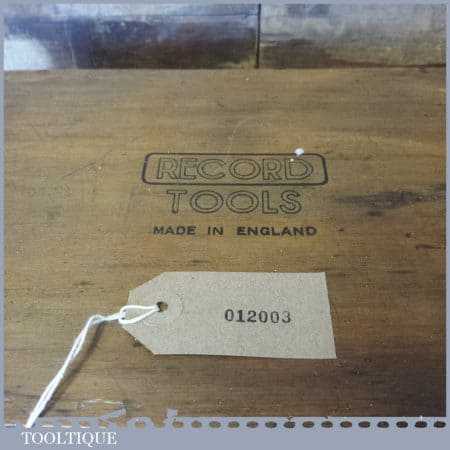 RECORD
TOOLS
MADE IN ENGLAND
012003
TOOLTIQUE